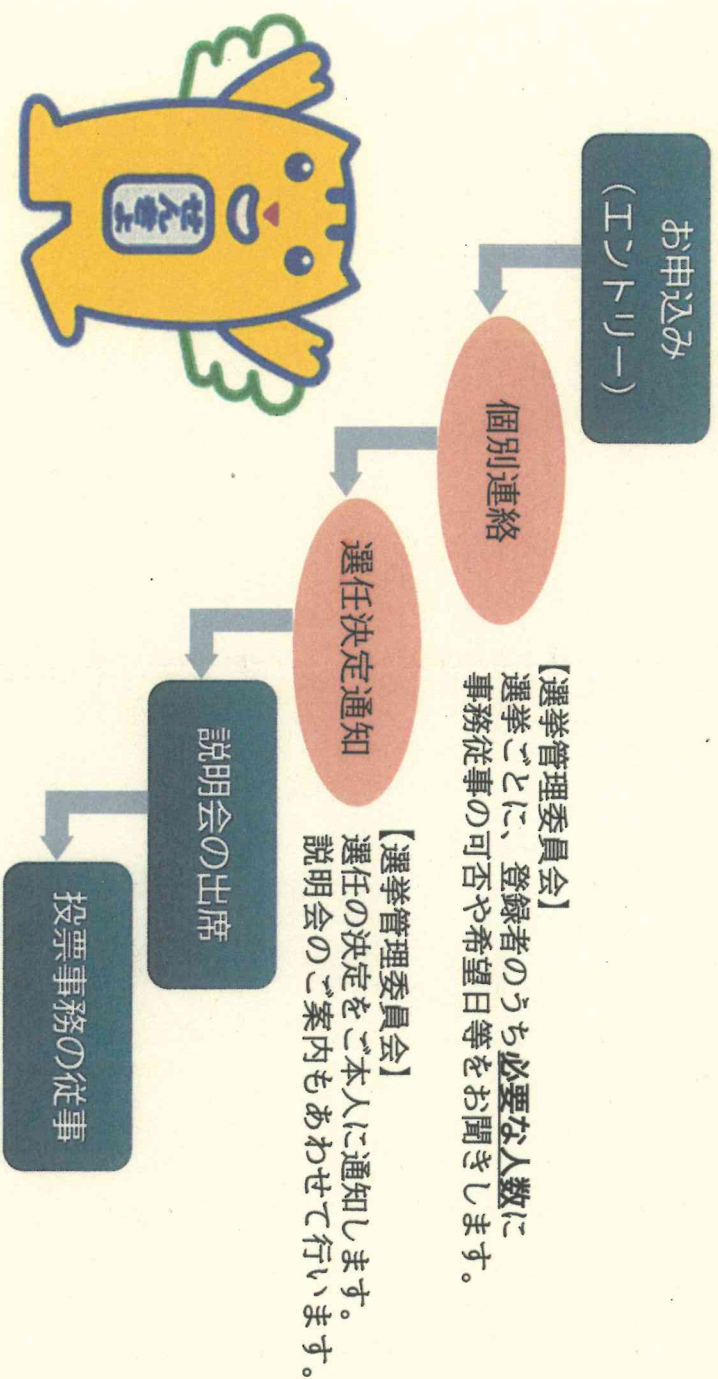 お申込み
(エントリー)
個別連絡
【選挙管理委員会】
選挙ごとに、登録者のうち必要な人数に
事務従事の可否や希望日等をお聞きします。
選任決定通知
【選挙管理委員会】
選任の決定をご本人に通知します。
説明会のご案内もあわせて行います。
説明会の出席
投票事務の従事
せんきょ